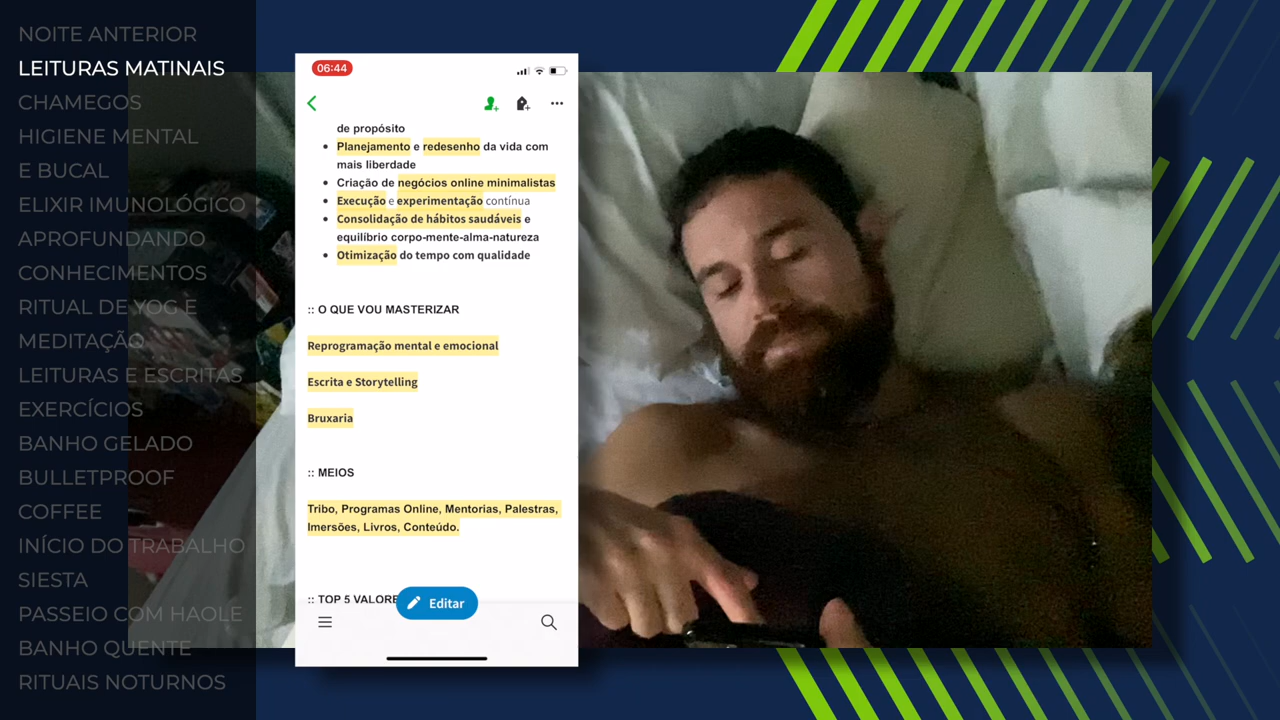 NOITE ANTERIOR
LEITURAS MATINAIS
CHAMEGOS
HIGIENE MENTAL
E BUCAL
ELIXIR IMUNOLÓGICO
APROFUNDANDO
CONHECIMENTOS
RITUAL DE YOG E
MEDITAÇÃO
LEITURAS E ESCRITAS
EXERCÍCIOS
BANHO GELADO
BULLETPROOF
COFFEE
INÍCIO DO TRABALHO
SIESTA
PASSEIO COM HAOLE
BANHO QUENTE
RITUAIS NOTURNOS
06:44
de propósito
• Planejamento e redesenho da vida com
mais liberdade
• Criação de negócios online minimalistas
• Execução e experimentação contínua
• Consolidação de hábitos saudáveis e
equilíbrio corpo-mente-alma-natureza
• Otimização do tempo com qualidade
:: O QUE VOU MASTERIZAR
Reprogramação mental e emocional
Escrita e Storytelling
Bruxaria
:: MEIOS
Tribo, Programas Online, Mentorias, Palestras,
Imersões, Livros, Conteúdo.
:: TOP 5 VALORE
Editar